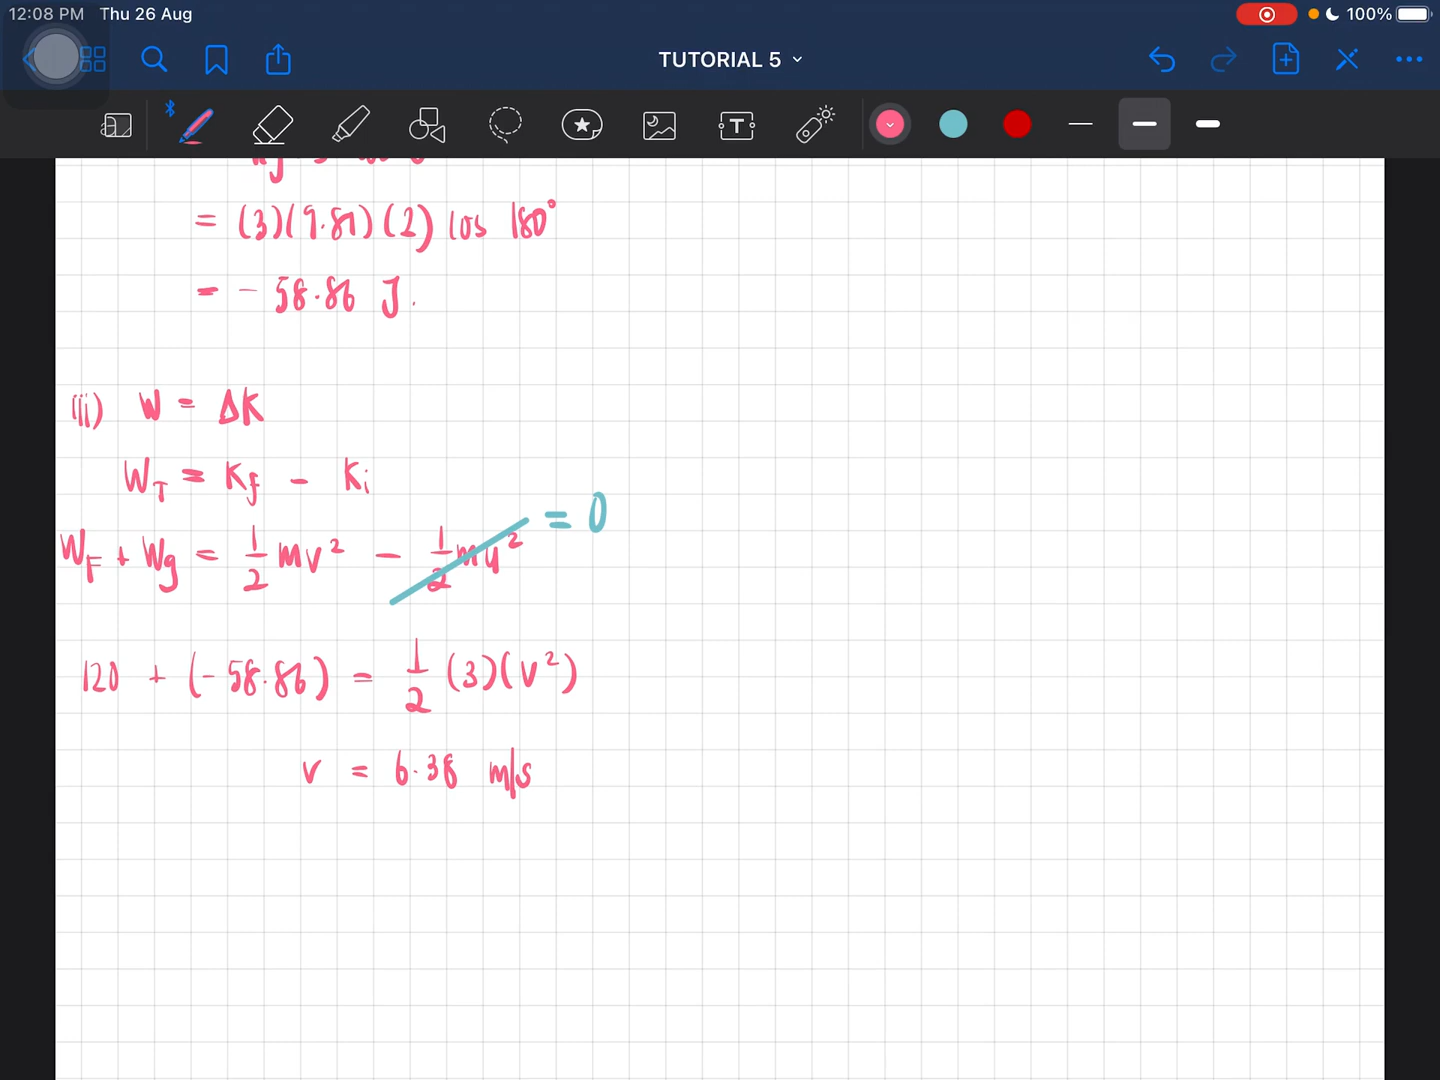 12:08 PM Thu 26 Aug 100%
TUTORIAL 5
= (3)(9.81)(2) cos 180°
= - 58.86 J.
iii) W = ΔK
W_T = K_f - K_i
W_F + W_g = 1/2 mv² - 1/2 mu² = 0
120 + (-58.86) = 1/2 (3)(v²)
v = 6.38 m/s